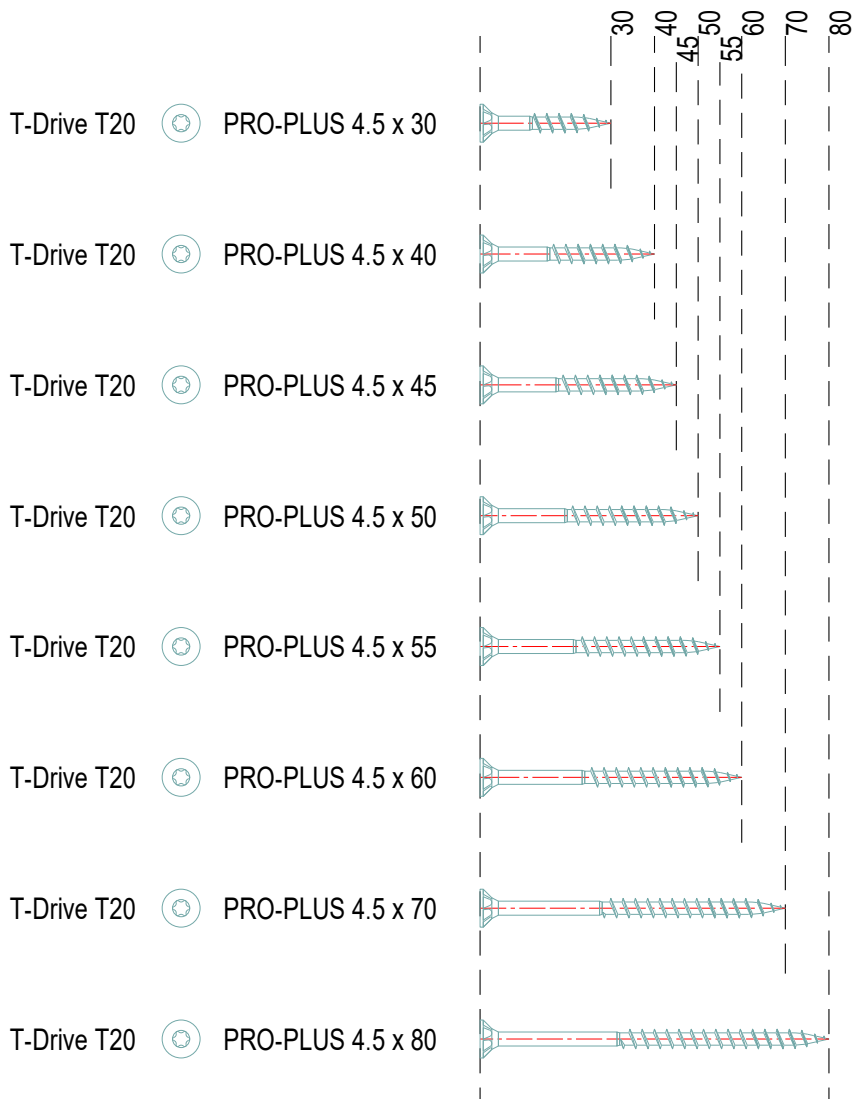 30
40
45
50
55
60
70
80
T-Drive T20 PRO-PLUS 4.5 x 30
T-Drive T20 PRO-PLUS 4.5 x 40
T-Drive T20 PRO-PLUS 4.5 x 45
T-Drive T20 PRO-PLUS 4.5 x 50
T-Drive T20 PRO-PLUS 4.5 x 55
T-Drive T20 PRO-PLUS 4.5 x 60
T-Drive T20 PRO-PLUS 4.5 x 70
T-Drive T20 PRO-PLUS 4.5 x 80